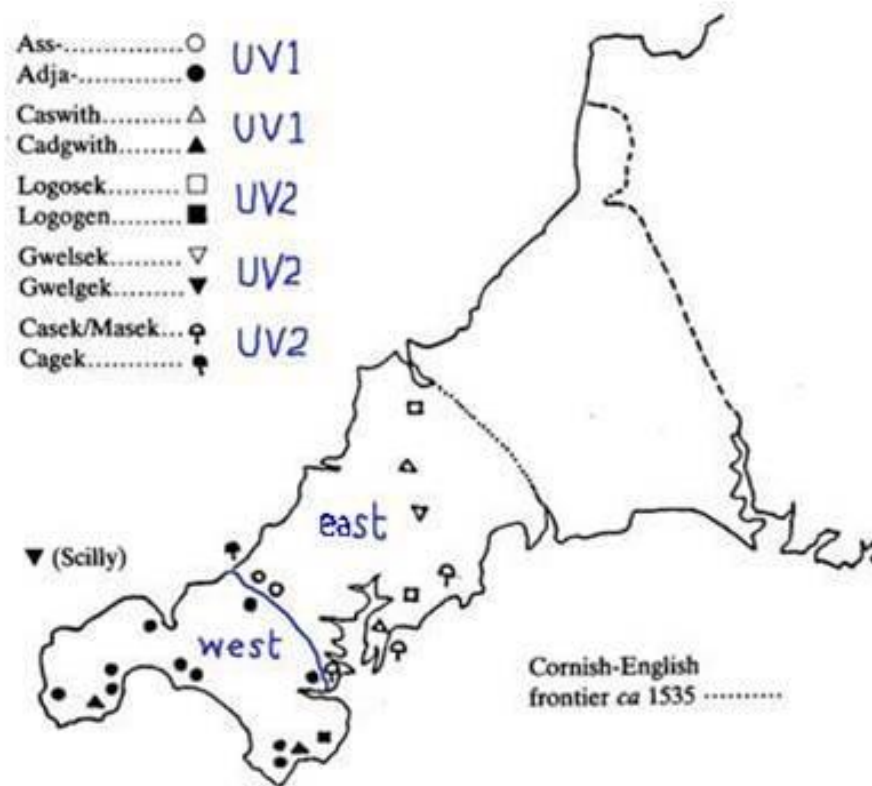 Ass-..................
Adja-.................
UV1
Caswith.............
Cadgwith..........
UV1
Logosek............
Logogen............
UV2
Gwelsek.............
Gwelgek.............
UV2
Casek/Masek...
Cagek.................
UV2
east
(Scilly)
west
Cornish-English
frontier ca 1535 ............